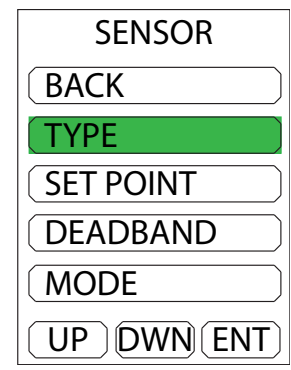 SENSOR
BACK
TYPE
SET POINT
DEADBAND
MODE
UP DWN ENT